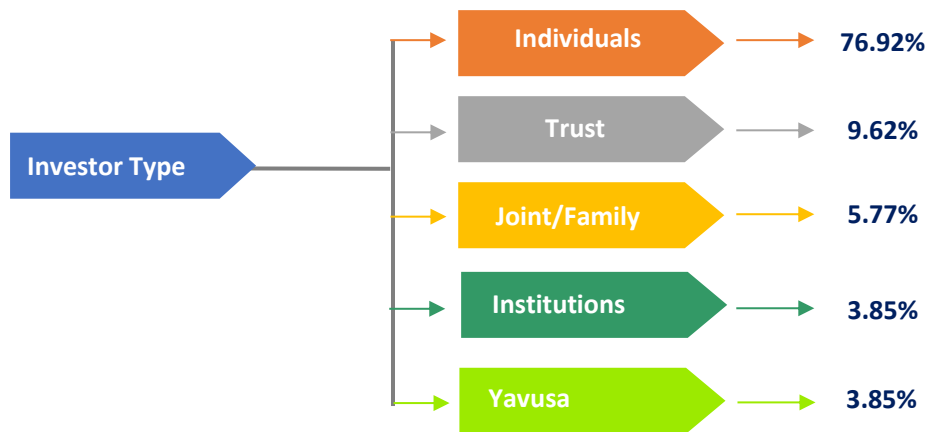 Individuals
76.92%
Trust
9.62%
Investor Type
Joint/Family
5.77%
Institutions
3.85%
Yavusa
3.85%